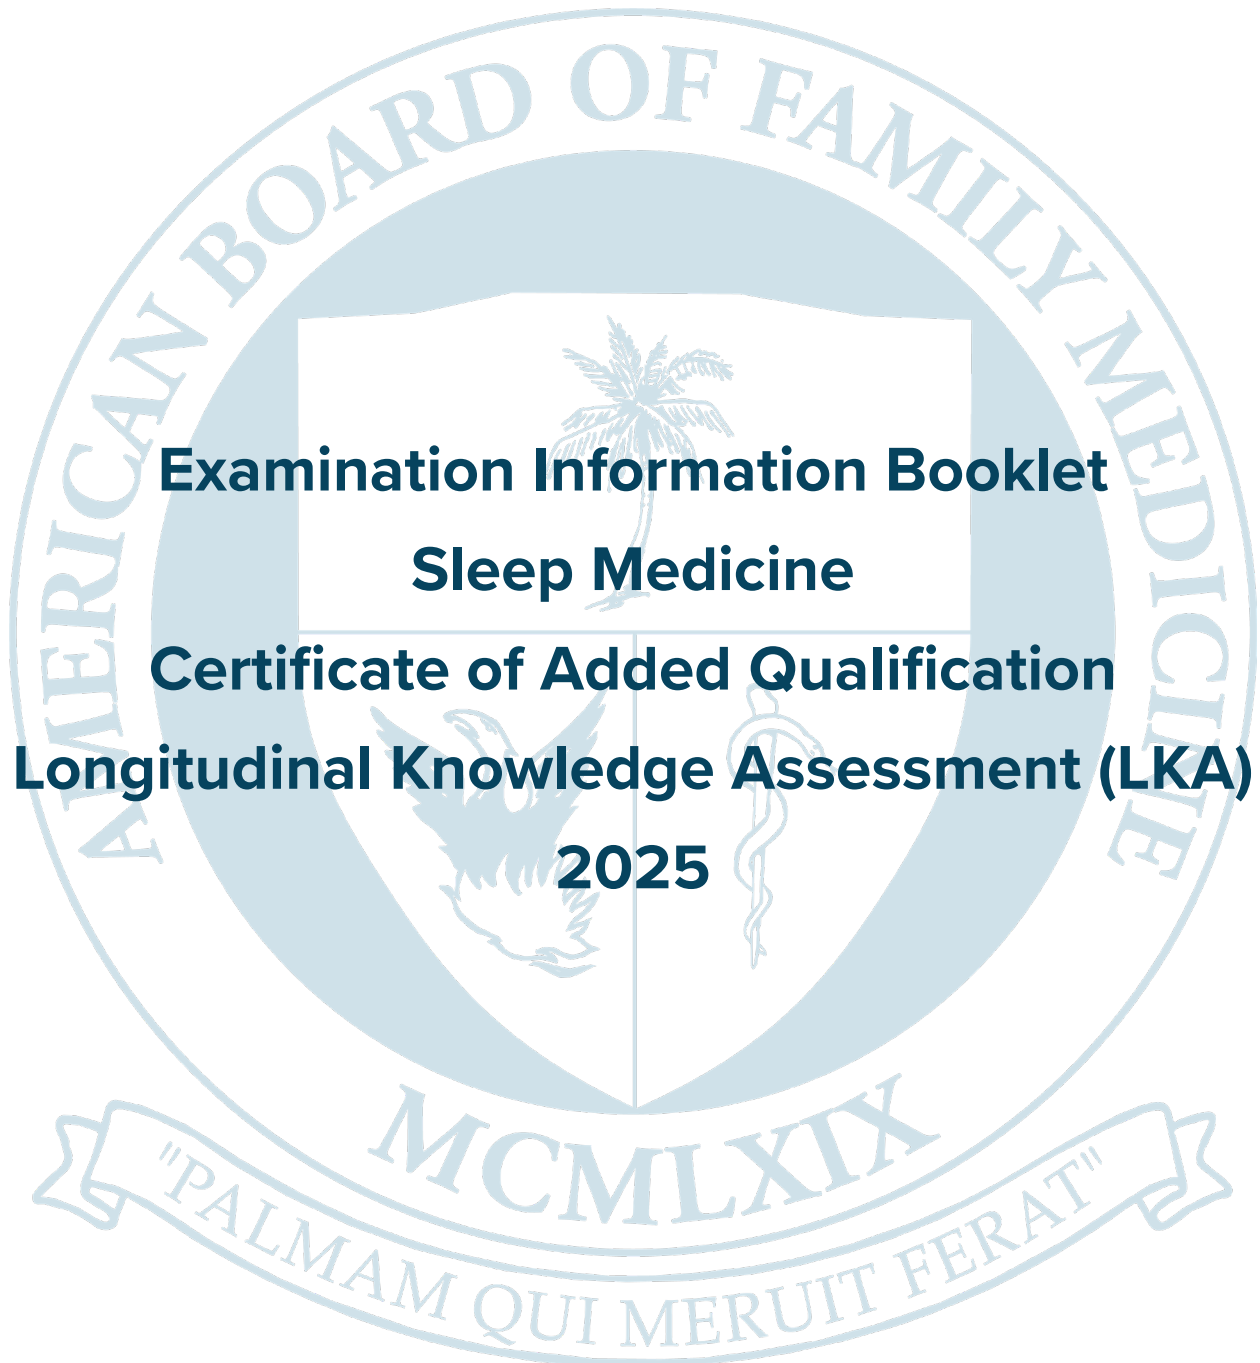 AMERICAN BOARD OF FAMILY MEDICINE
Examination Information Booklet
Sleep Medicine
Certificate of Added Qualification
Longitudinal Knowledge Assessment (LKA)
2025
MCMLXIX
"PALMAM QUI MERUIT FERAT"